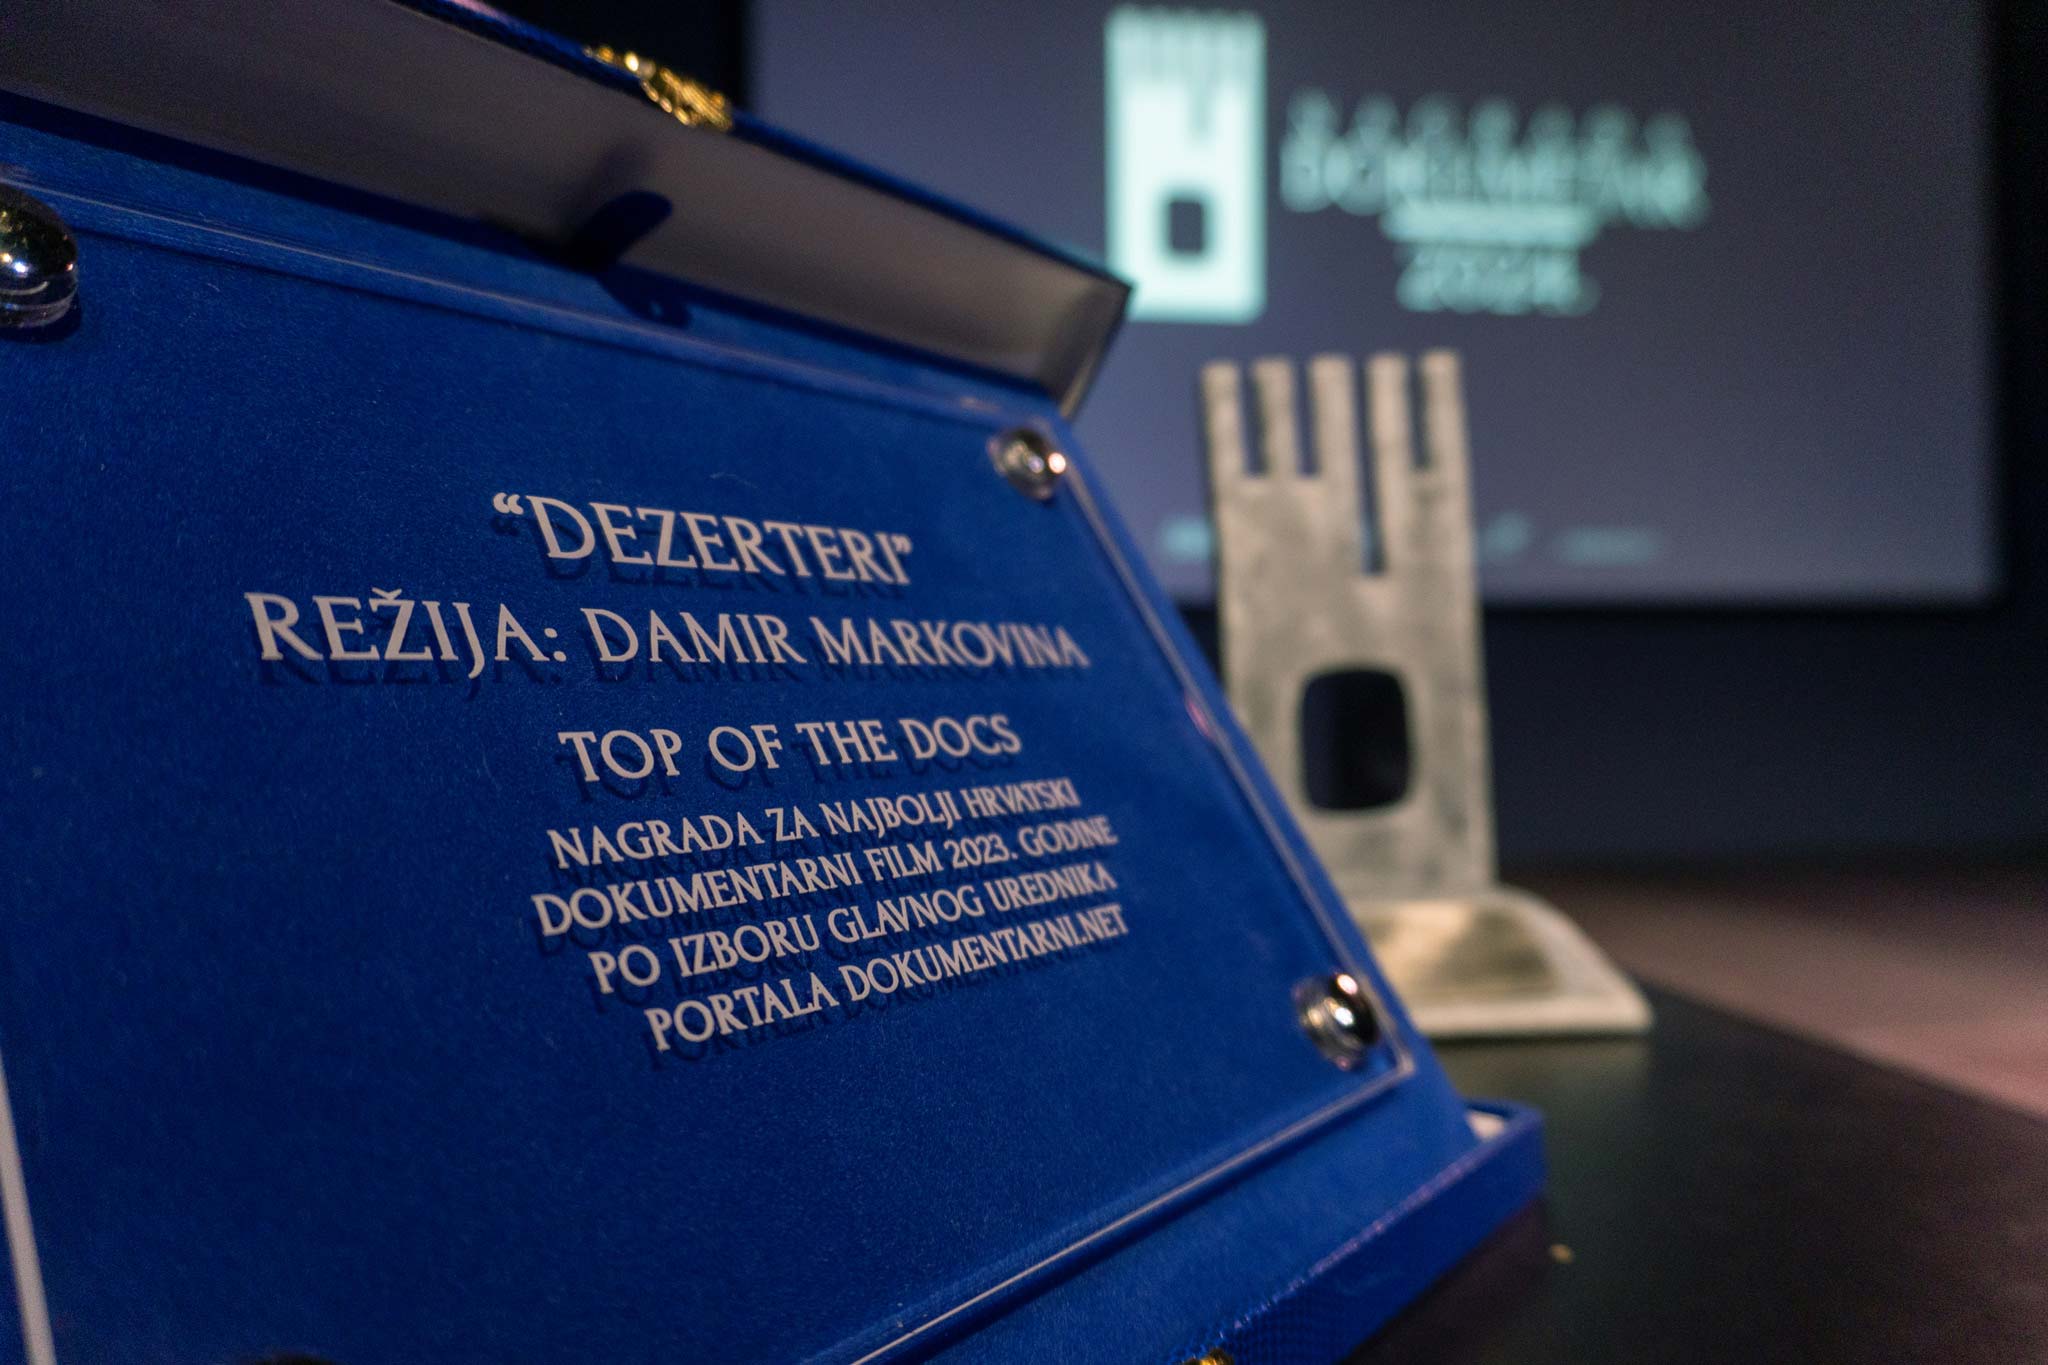 “DEZERTERI”
REŽIJA: DAMIR MARKOVINA
TOP OF THE DOCS
NAGRADA ZA NAJBOLJI HRVATSKI
DOKUMENTARNI FILM 2023. GODINE
PO IZBORU GLAVNOG UREDNIKA
PORTALA DOKUMENTARNI.NET
NAGRADA